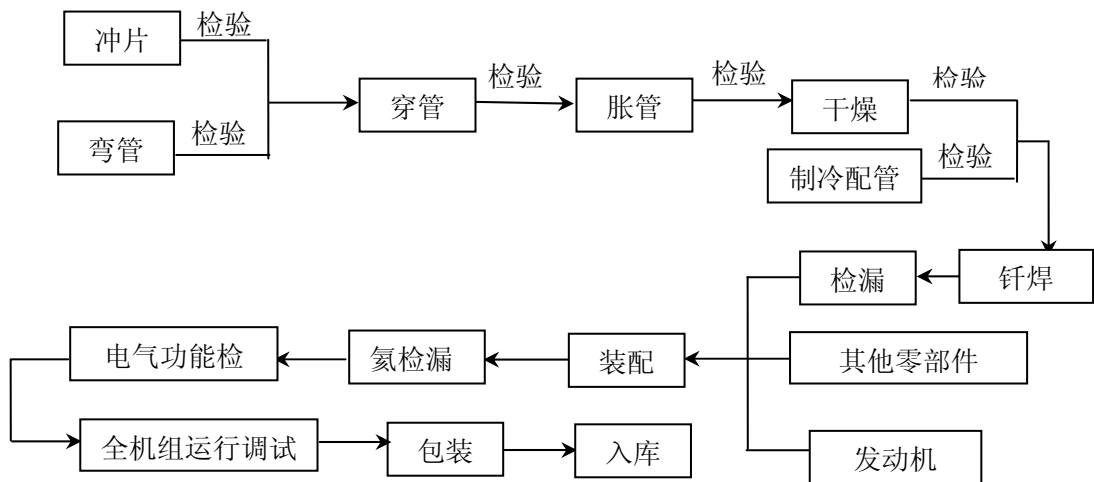 冲片
检验
弯管
检验
穿管
检验
胀管
检验
干燥
检验
制冷配管
检验
钎焊
检漏
其他零部件
发动机
装配
氦检漏
电气功能检
全机组运行调试
包装
入库